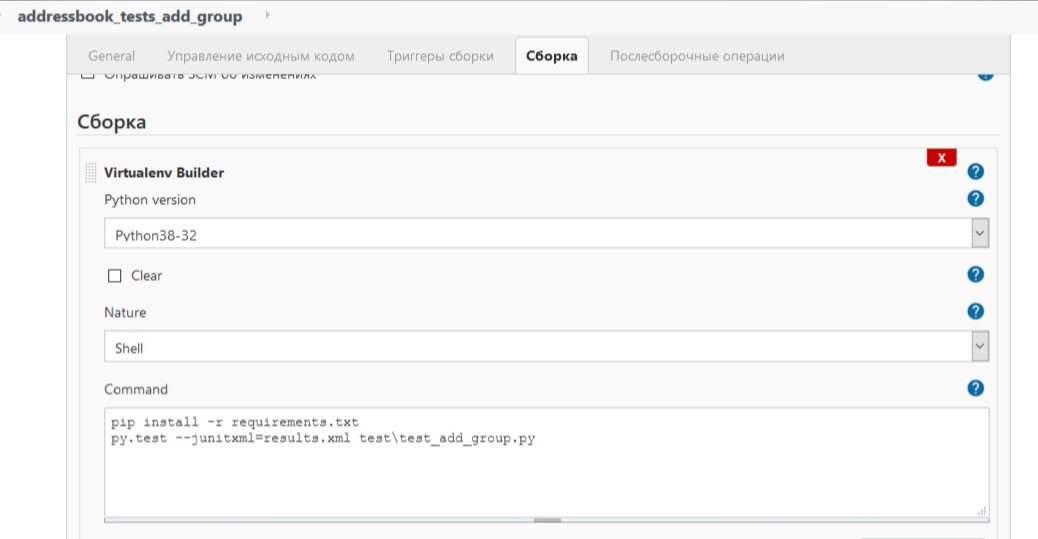 addressbook_tests_add_group
General Управление исходным кодом Триггеры сборки Сборка Послесборочные операции
Опрашивать SCM об изменениях
Сборка
X
Virtualenv Builder
Python version
Python38-32
Clear
Nature
Shell
Command
pip install -r requirements.txt
py.test --junitxml=results.xml test\test_add_group.py